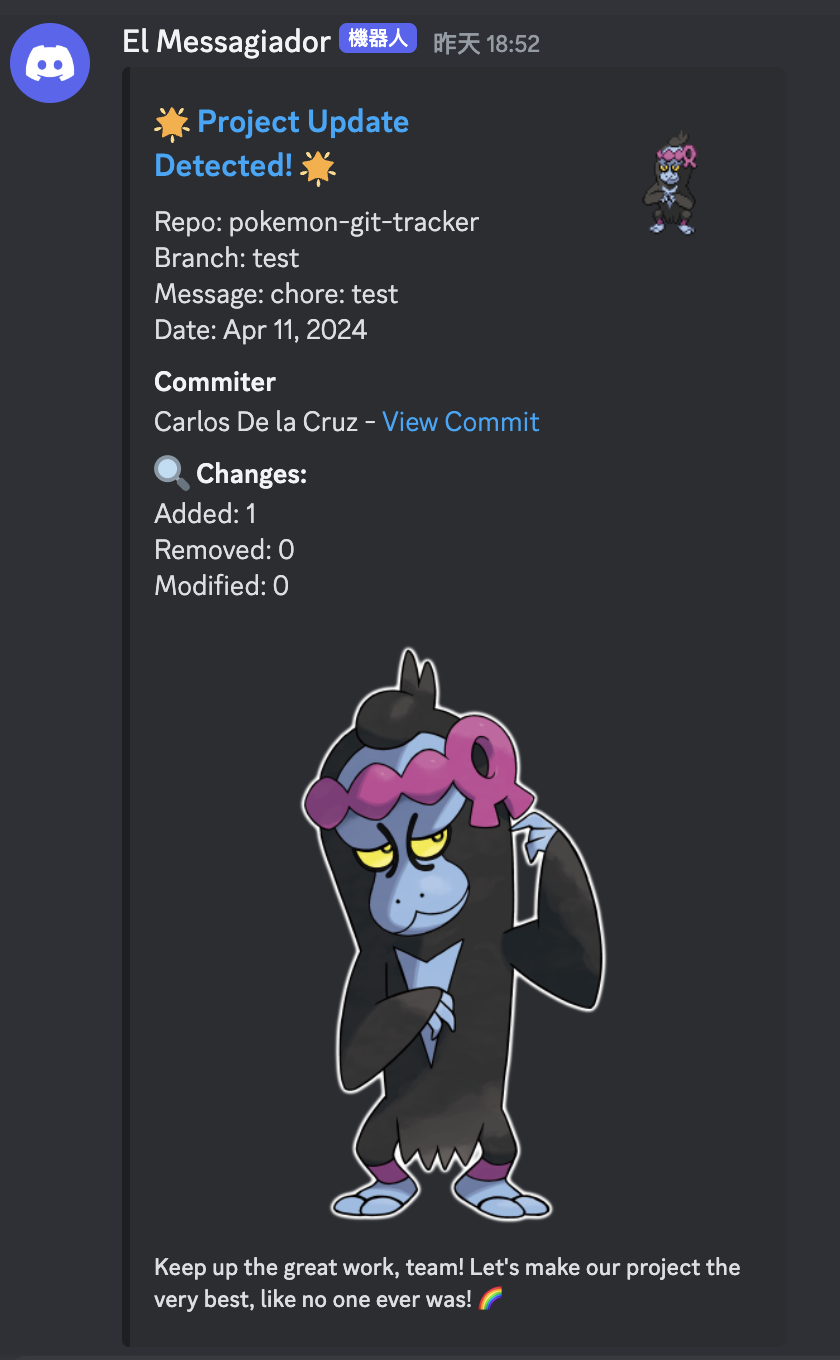 El Messagiador 機器人 昨天 18:52
🌟 Project Update
Detected! 🌟
Repo: pokemon-git-tracker
Branch: test
Message: chore: test
Date: Apr 11, 2024
Commiter
Carlos De la Cruz - View Commit
🔍 Changes:
Added: 1
Removed: 0
Modified: 0
Keep up the great work, team! Let's make our project the
very best, like no one ever was! 🌈